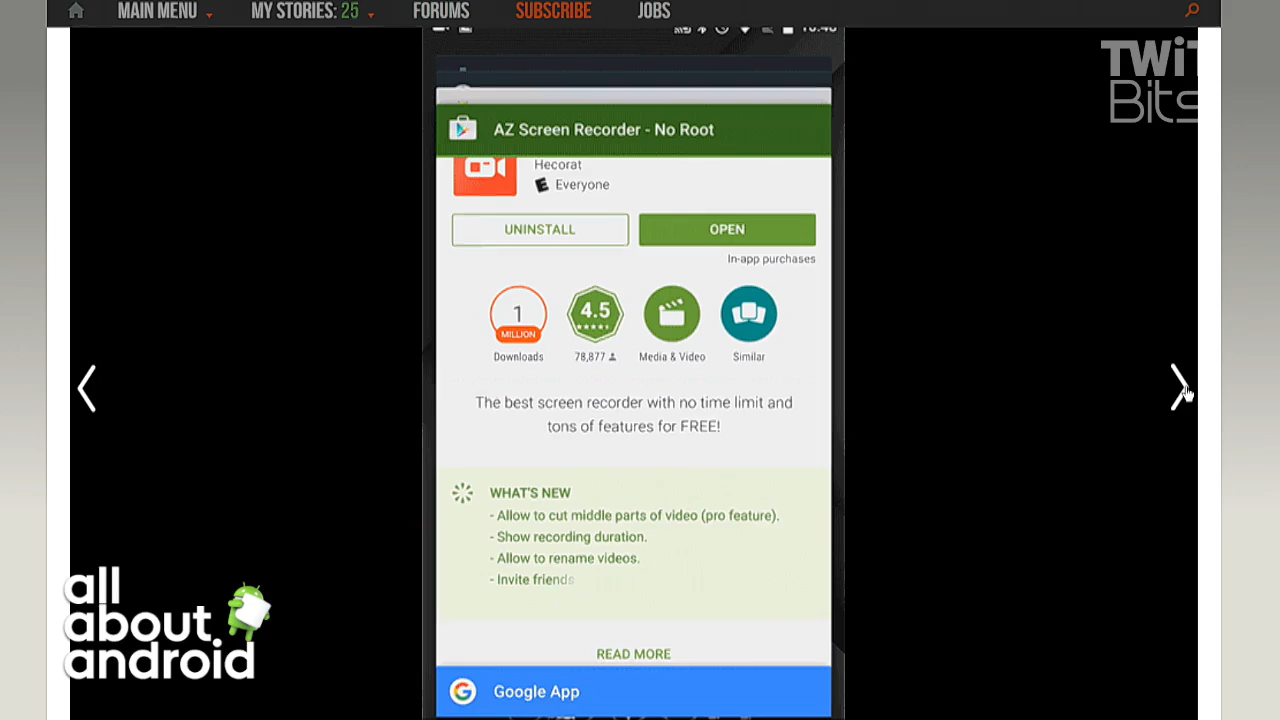 MAIN MENU MY STORIES: 25 FORUMS SUBSCRIBE JOBS
TWiT
Bits
AZ Screen Recorder - No Root
Hecorat
E Everyone
UNINSTALL OPEN
In-app purchases
1 MILLION
4.5
Downloads 78,877 Media & Video Similar
The best screen recorder with no time limit and
tons of features for FREE!
WHAT'S NEW
- Allow to cut middle parts of video (pro feature).
- Show recording duration.
- Allow to rename videos.
- Invite friends
READ MORE
G Google App
all
about
android